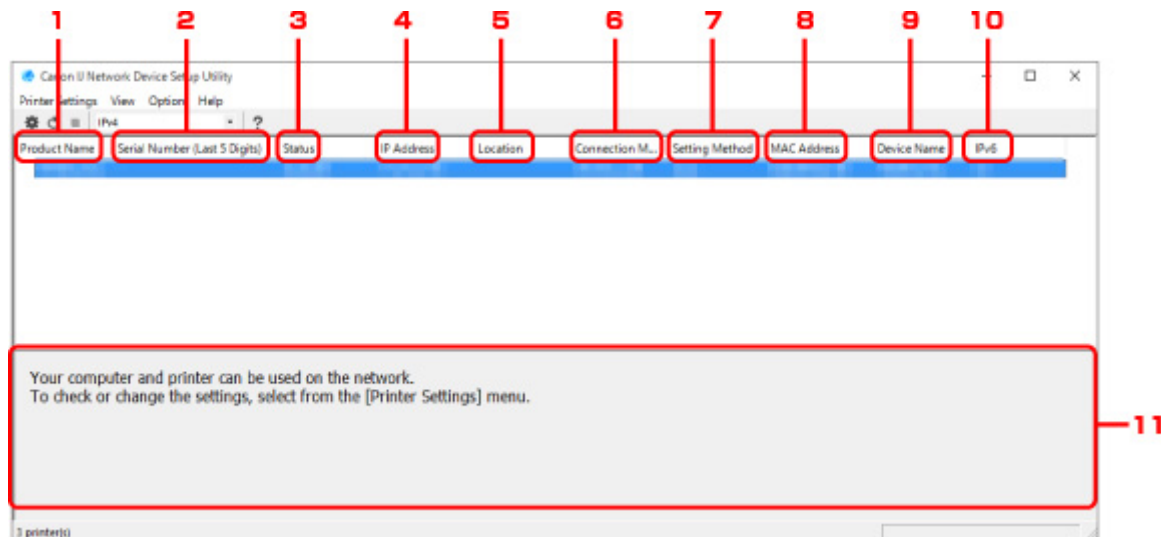 1 2 3 4 5 6 7 8 9 10
Canon IJ Network Device Setup Utility
Printer Settings View Option Help
IPv4 ?
Product Name Serial Number (Last 5 Digits) Status IP Address Location Connection M... Setting Method MAC Address Device Name IPv6
Your computer and printer can be used on the network.
To check or change the settings, select from the [Printer Settings] menu.
11
1 printer(s)